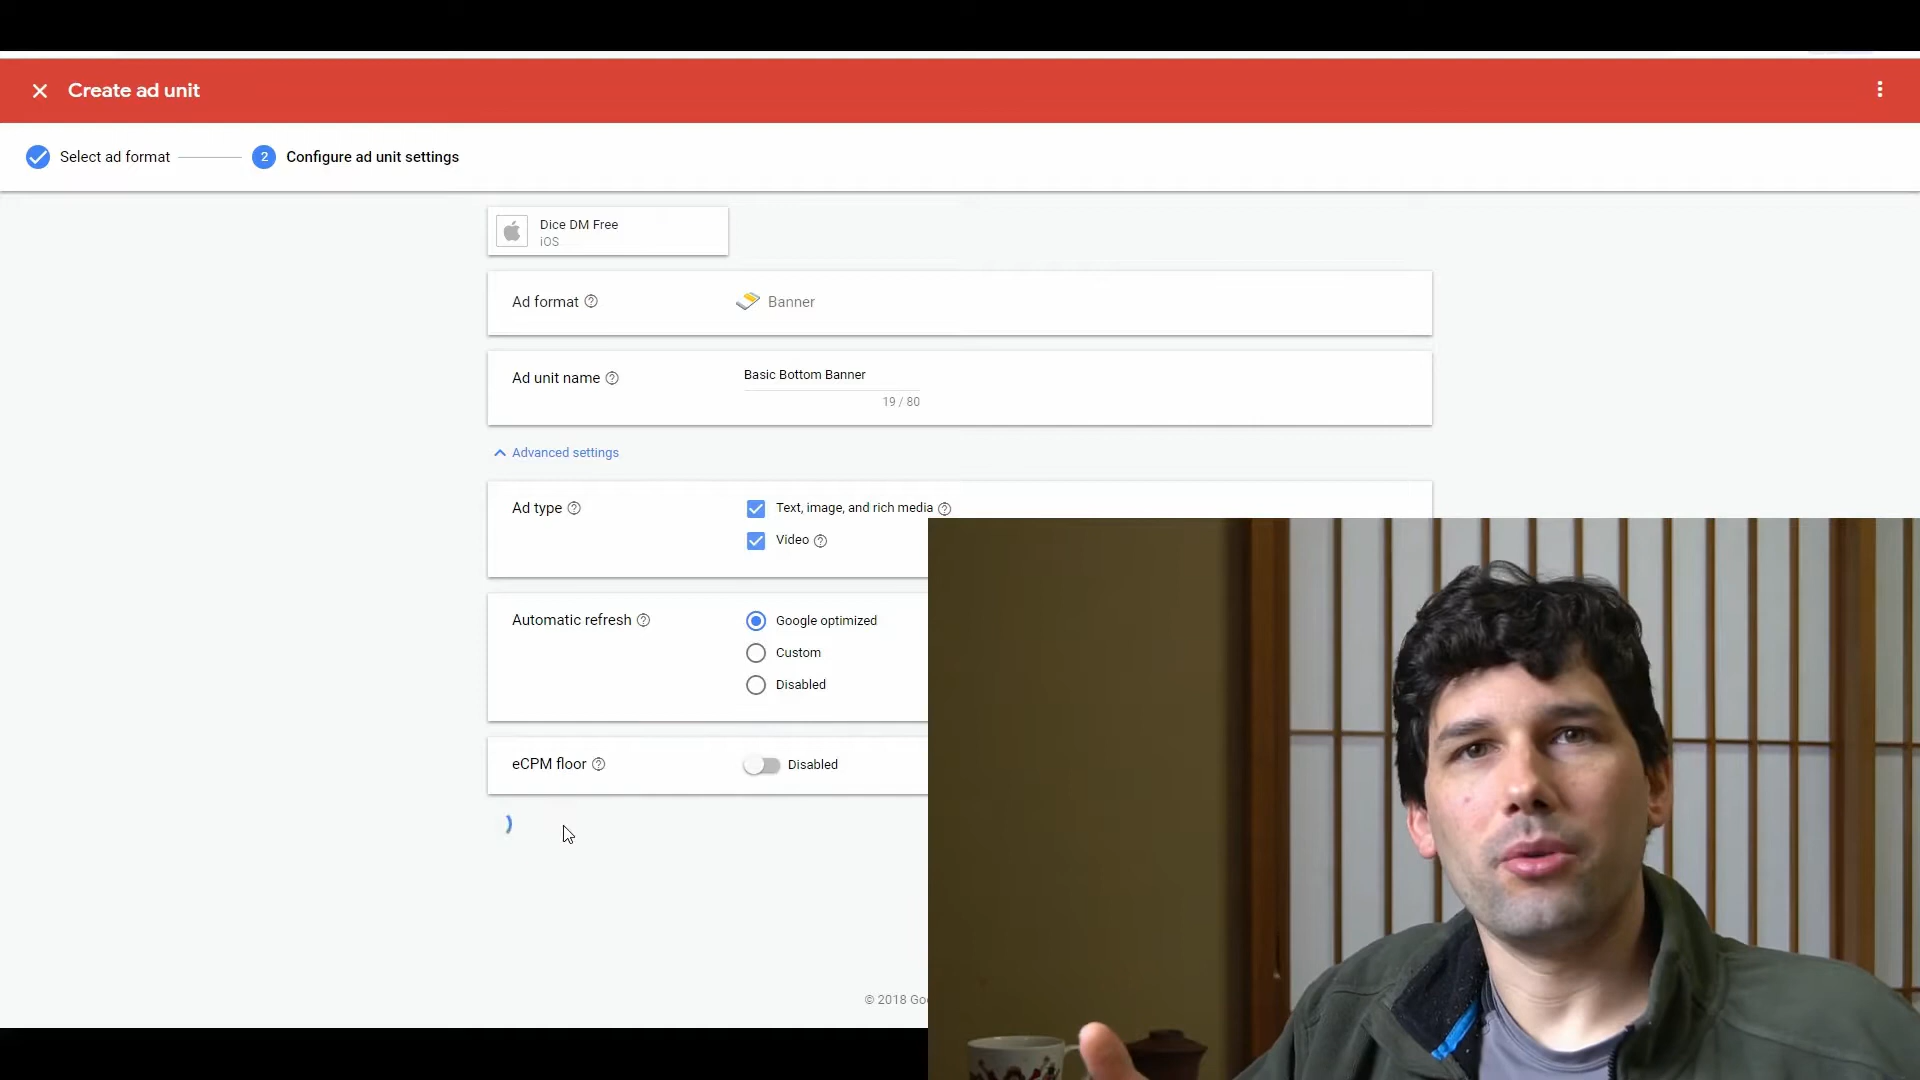 Create ad unit
Select ad format
2 Configure ad unit settings
Dice DM Free
iOS
Ad format
Banner
Ad unit name
Basic Bottom Banner
19 / 80
Advanced settings
Ad type
Text, image, and rich media
Video
Automatic refresh
Google optimized
Custom
Disabled
eCPM floor
Disabled
© 2018